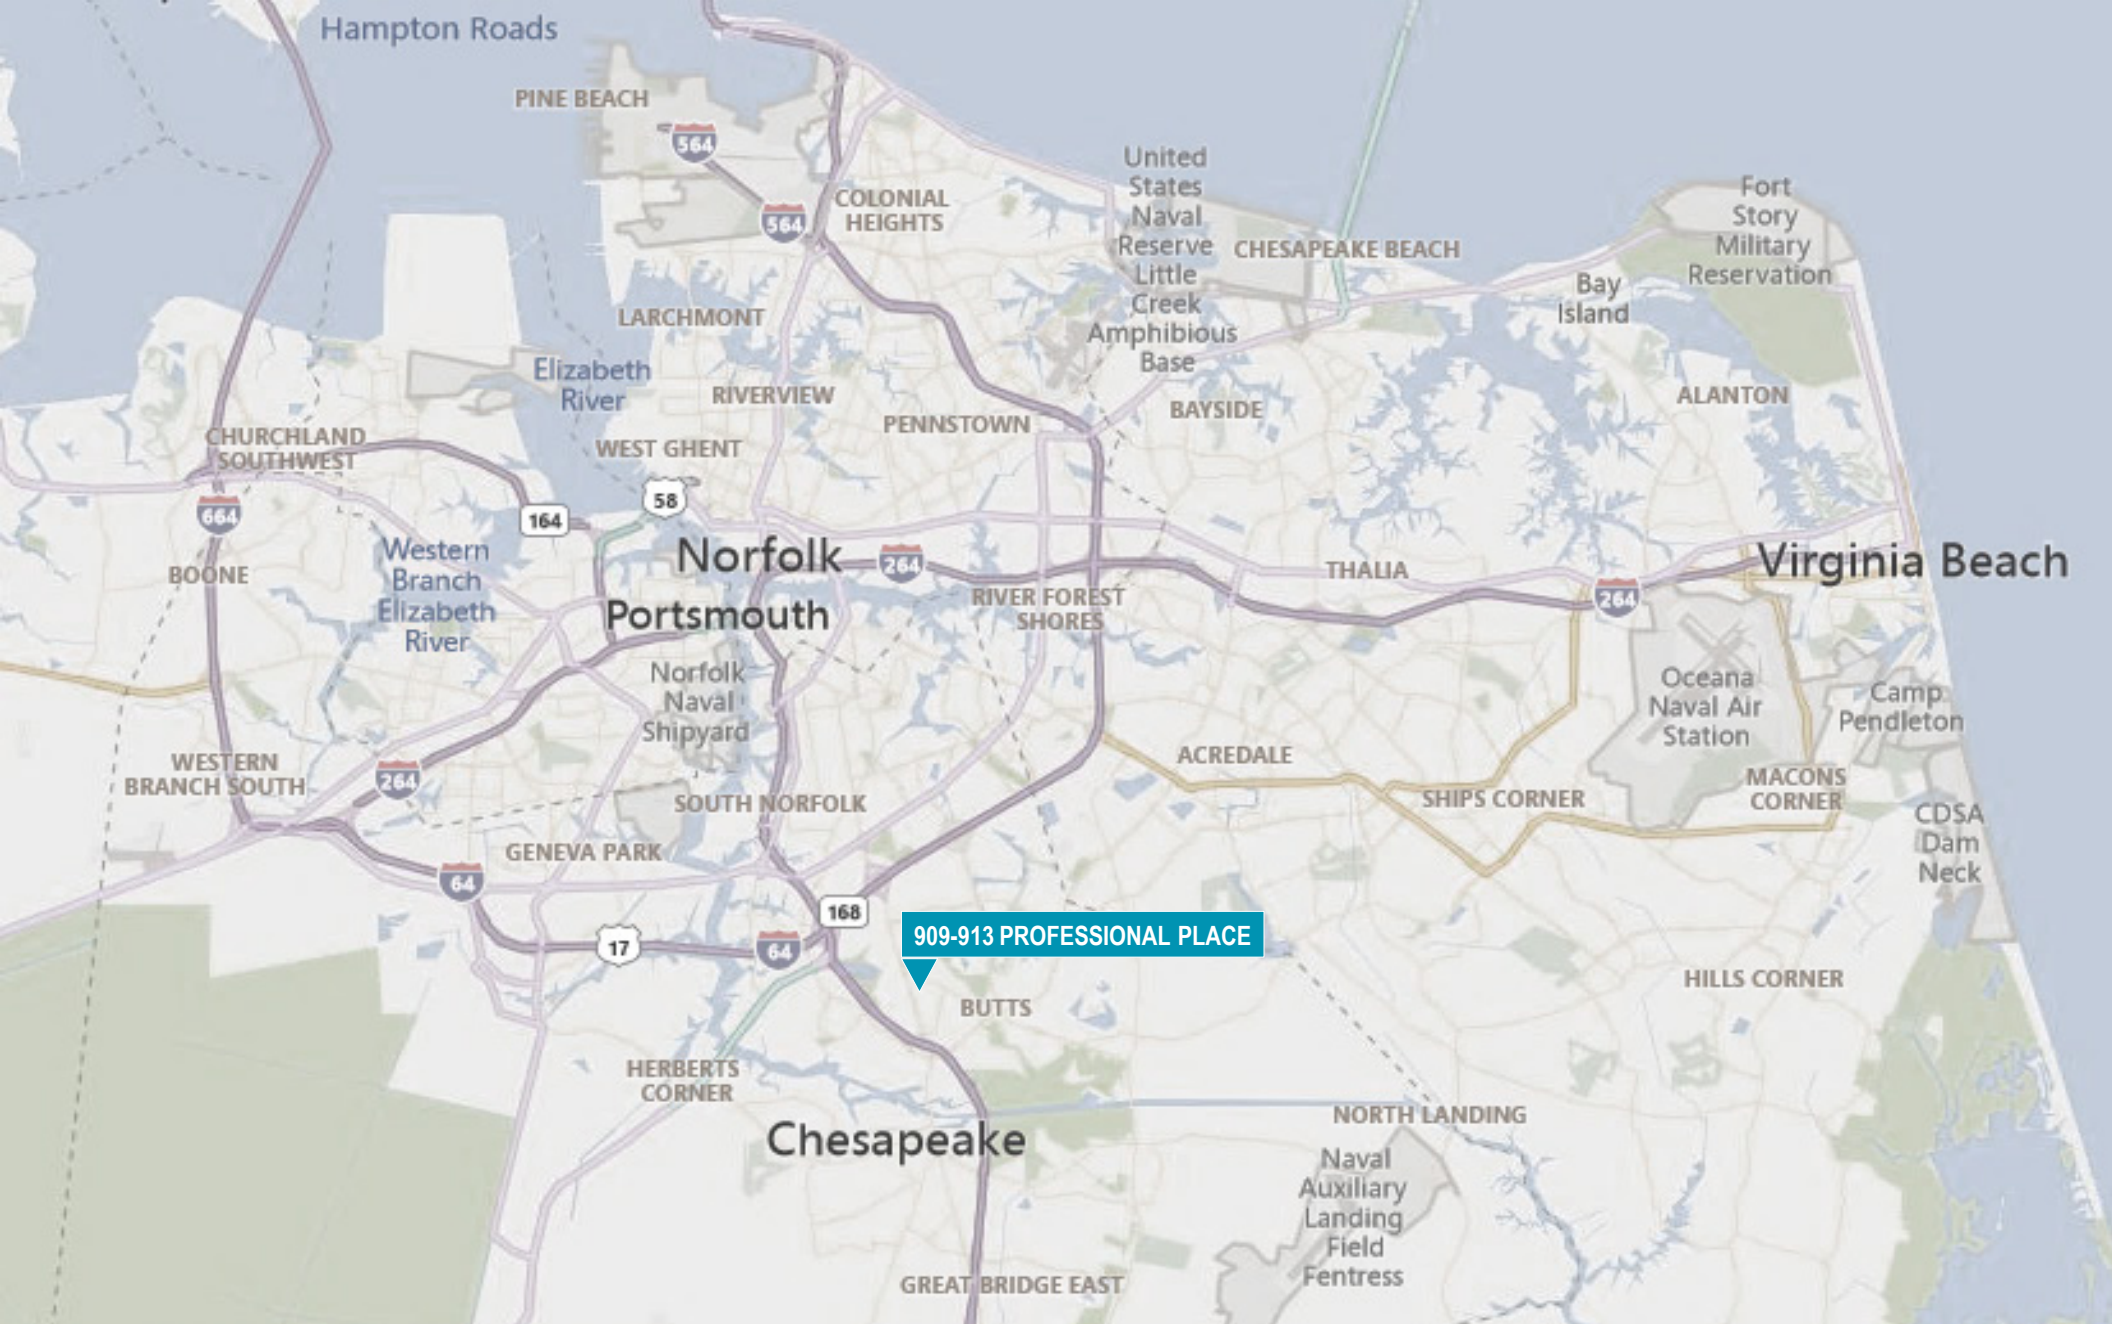 Hampton Roads
PINE BEACH
564
564
COLONIAL
HEIGHTS
United
States
Naval
Reserve
Little
Creek
Amphibious
Base
CHESAPEAKE BEACH
Fort
Story
Military
Reservation
Bay
Island
LARCHMONT
Elizabeth
River
RIVERVIEW
PENNSTOWN
BAYSIDE
ALANTON
CHURCHLAND
SOUTHWEST
WEST GHENT
58
664
164
Western
Branch
Elizabeth
River
BOONE
Norfolk
264
Portsmouth
RIVER FOREST
SHORES
THALIA
264
Virginia Beach
Norfolk
Naval
Shipyard
Oceana
Naval Air
Station
Camp
Pendleton
WESTERN
BRANCH SOUTH
264
ACREDALE
SOUTH NORFOLK
SHIPS CORNER
MACONS
CORNER
CDSA
Dam
Neck
GENEVA PARK
64
168
17
64
909-913 PROFESSIONAL PLACE
BUTTS
HILLS CORNER
HERBERTS
CORNER
Chesapeake
NORTH LANDING
Naval
Auxiliary
Landing
Field
Fentress
GREAT BRIDGE EAST